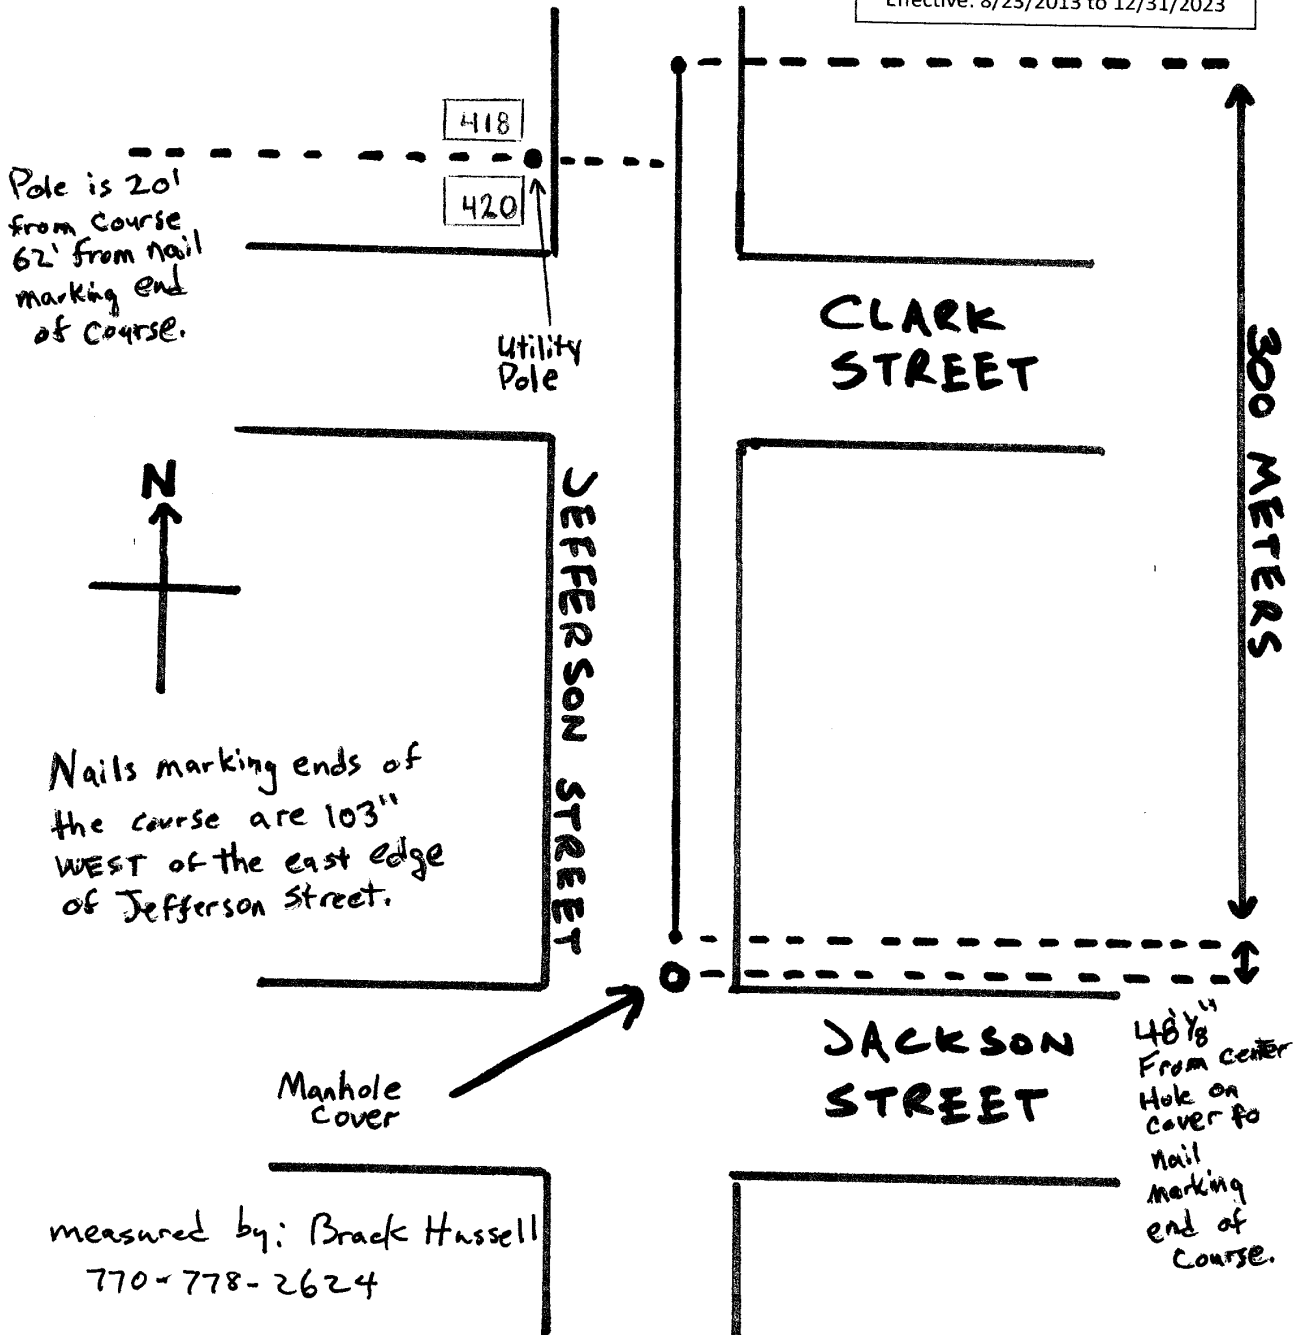 Effective: 8/23/2013 to 12/31/2023
418
420
Pole is 20'
from course
62' from nail
marking end
of course.
Utility
Pole
CLARK
STREET
300 METERS
N
JEFFERSON STREET
Nails marking ends of
the course are 103"
WEST of the east edge
of Jefferson Street.
Manhole
cover
JACKSON
STREET
48 1/8"
From center
Hole on
cover to
nail
marking
end of
course.
measured by: Brack Hassell
770-778-2624